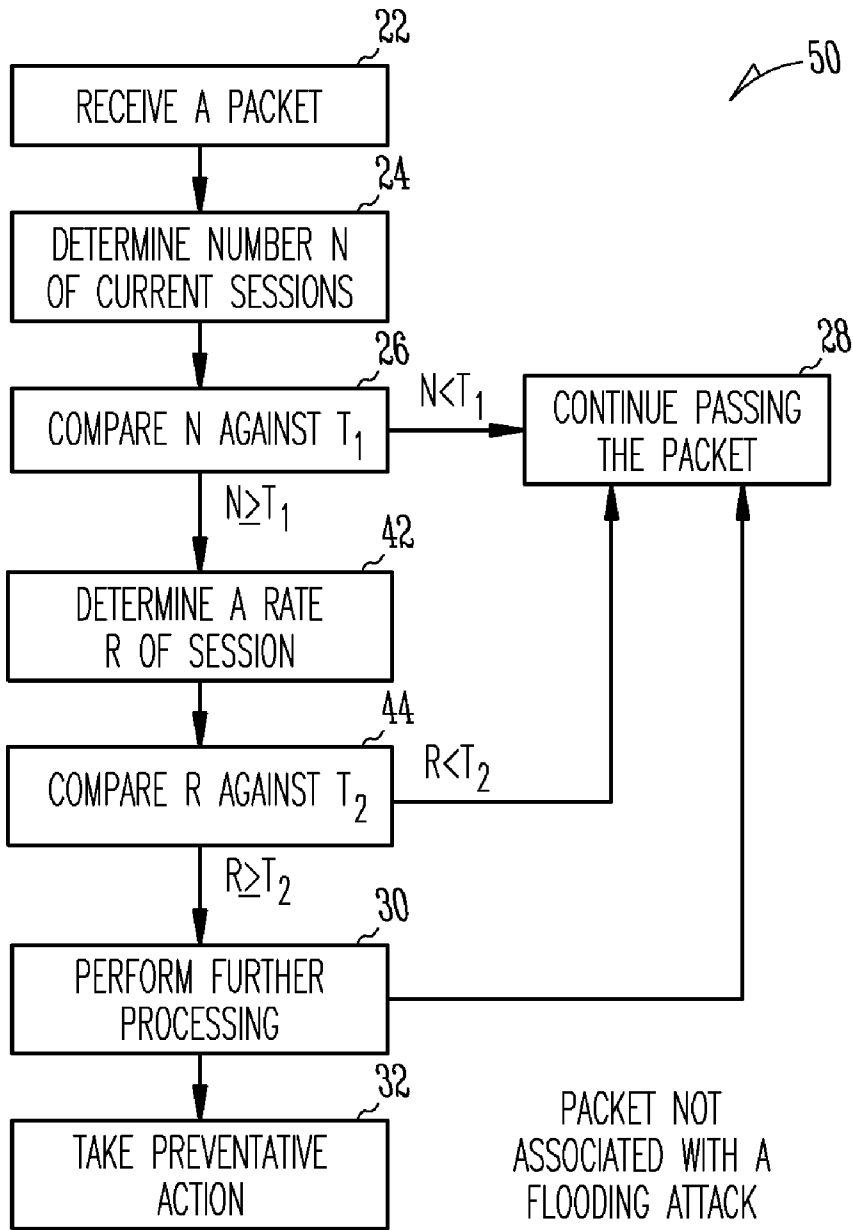 22
RECEIVE A PACKET
50
24
DETERMINE NUMBER N
OF CURRENT SESSIONS
26
COMPARE N AGAINST T1
N<T1
28
CONTINUE PASSING
THE PACKET
N≥T1
42
DETERMINE A RATE
R OF SESSION
44
COMPARE R AGAINST T2
R<T2
R≥T2
30
PERFORM FURTHER
PROCESSING
32
TAKE PREVENTATIVE
ACTION
PACKET NOT
ASSOCIATED WITH A
FLOODING ATTACK